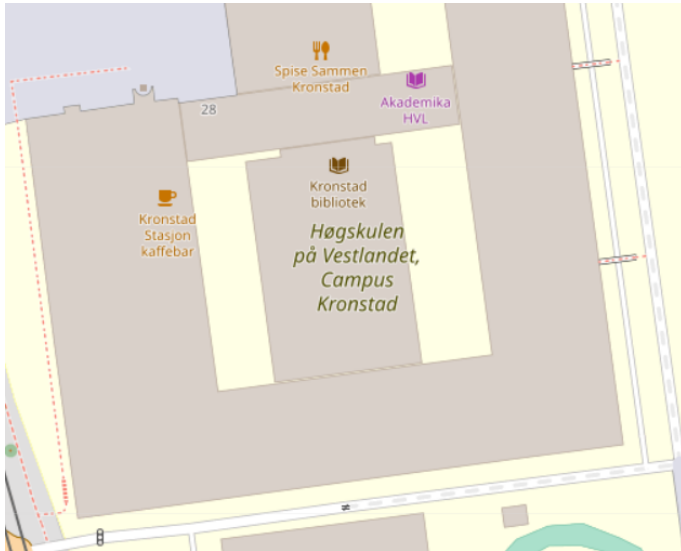 Spise Sammen
Kronstad
Akademika
HVL
28
Kronstad
bibliotek
Kronstad
Stasjon
kaffebar
Høgskulen
på Vestlandet,
Campus
Kronstad